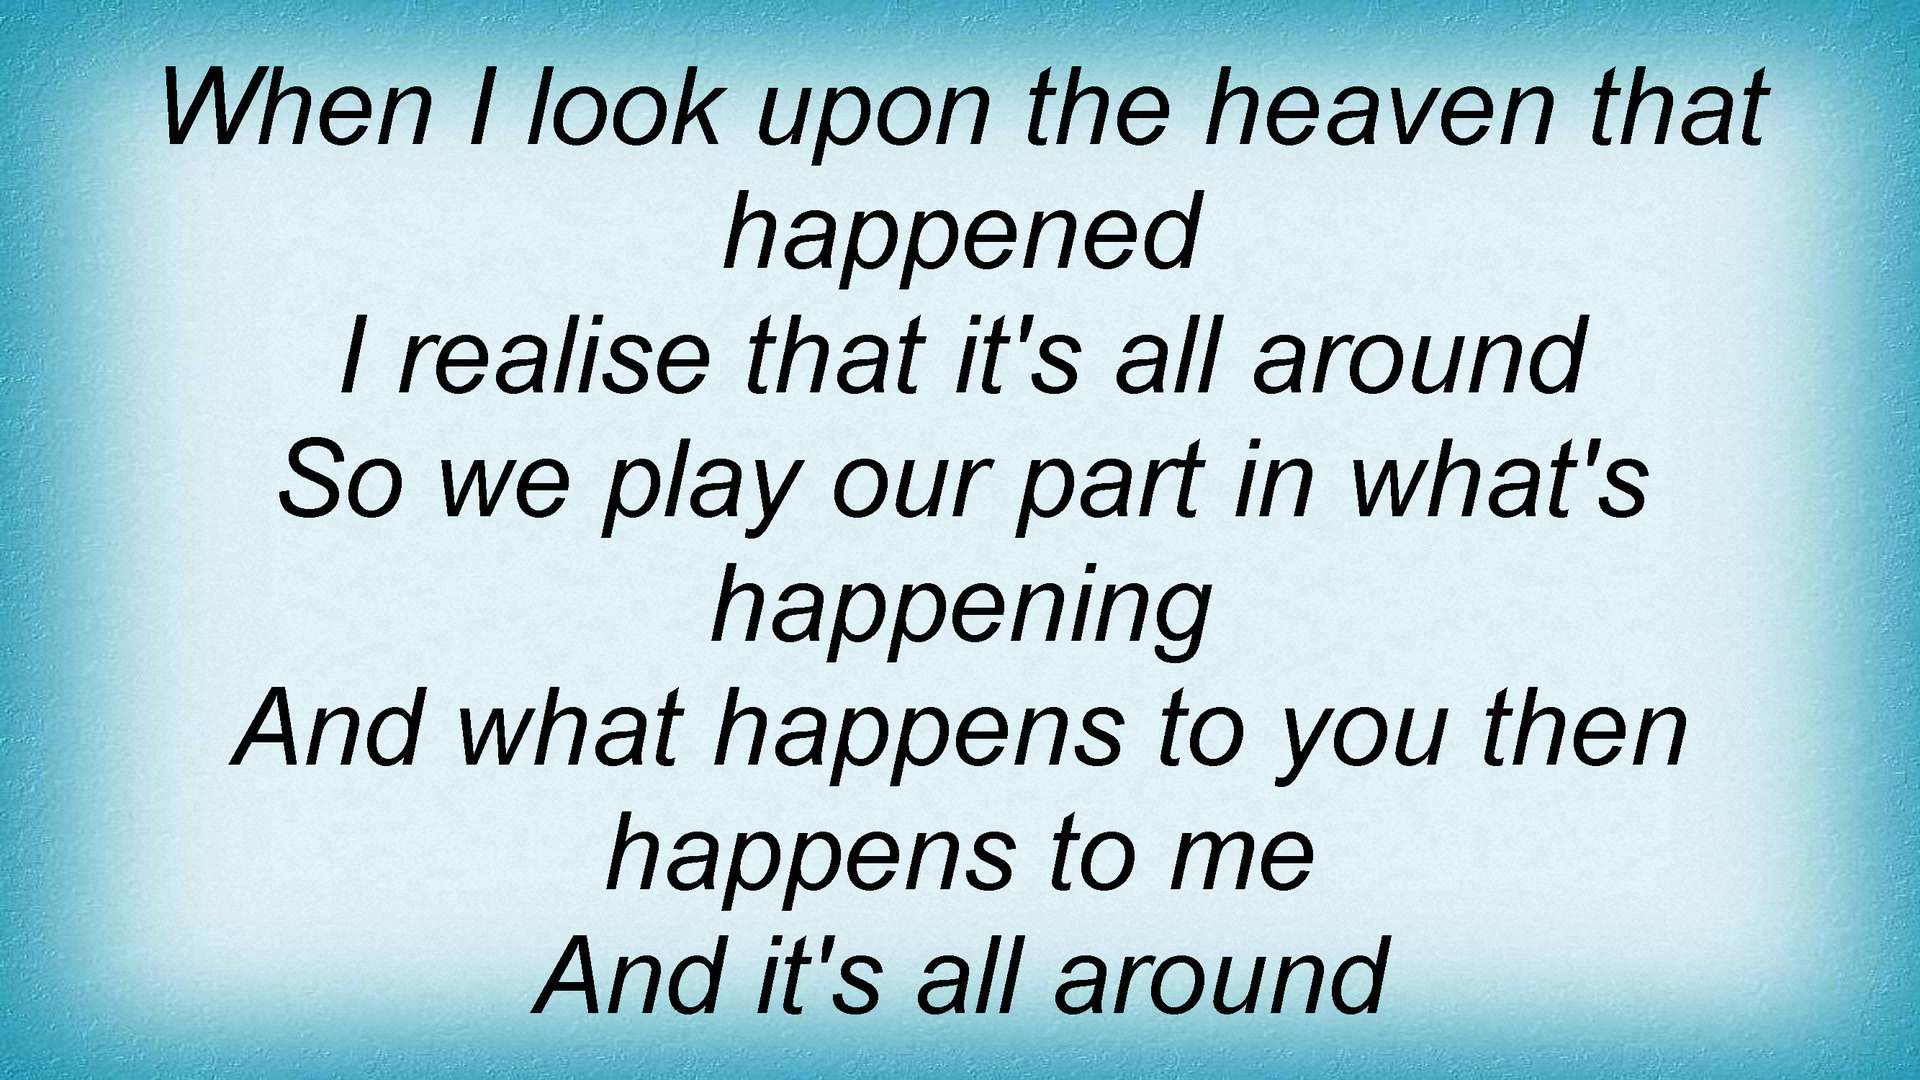 When I look upon the heaven that
happened
I realise that it's all around
So we play our part in what's
happening
And what happens to you then
happens to me
And it's all around